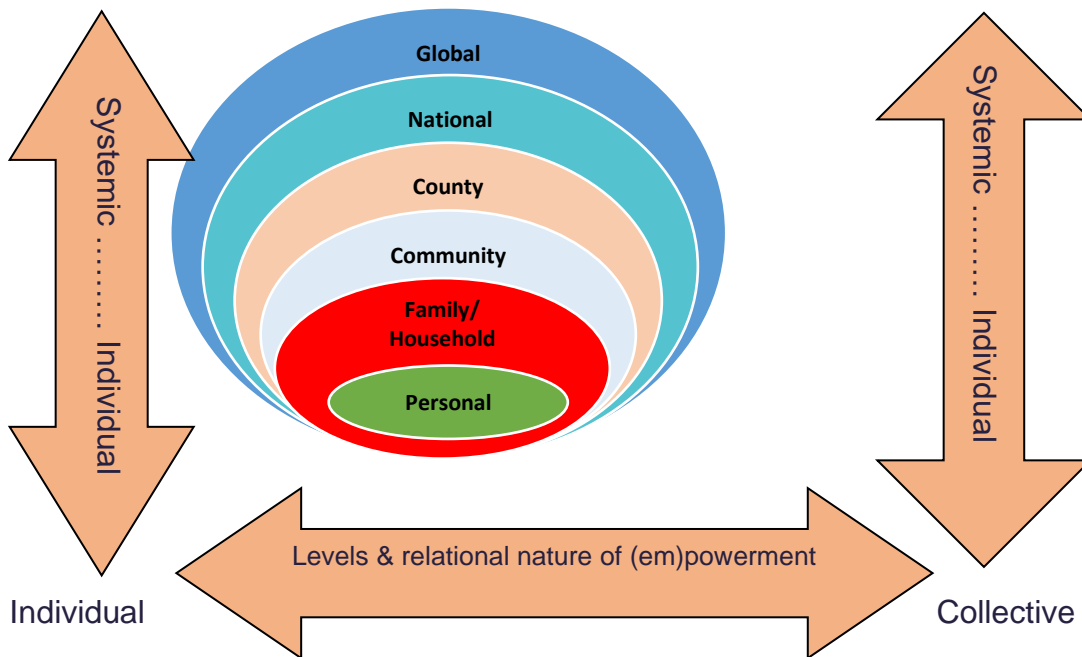 Global
National
County
Community
Family/
Household
Personal
Systemic ......... Individual
Systemic ......... Individual
Levels & relational nature of (em)powerment
Individual
Collective